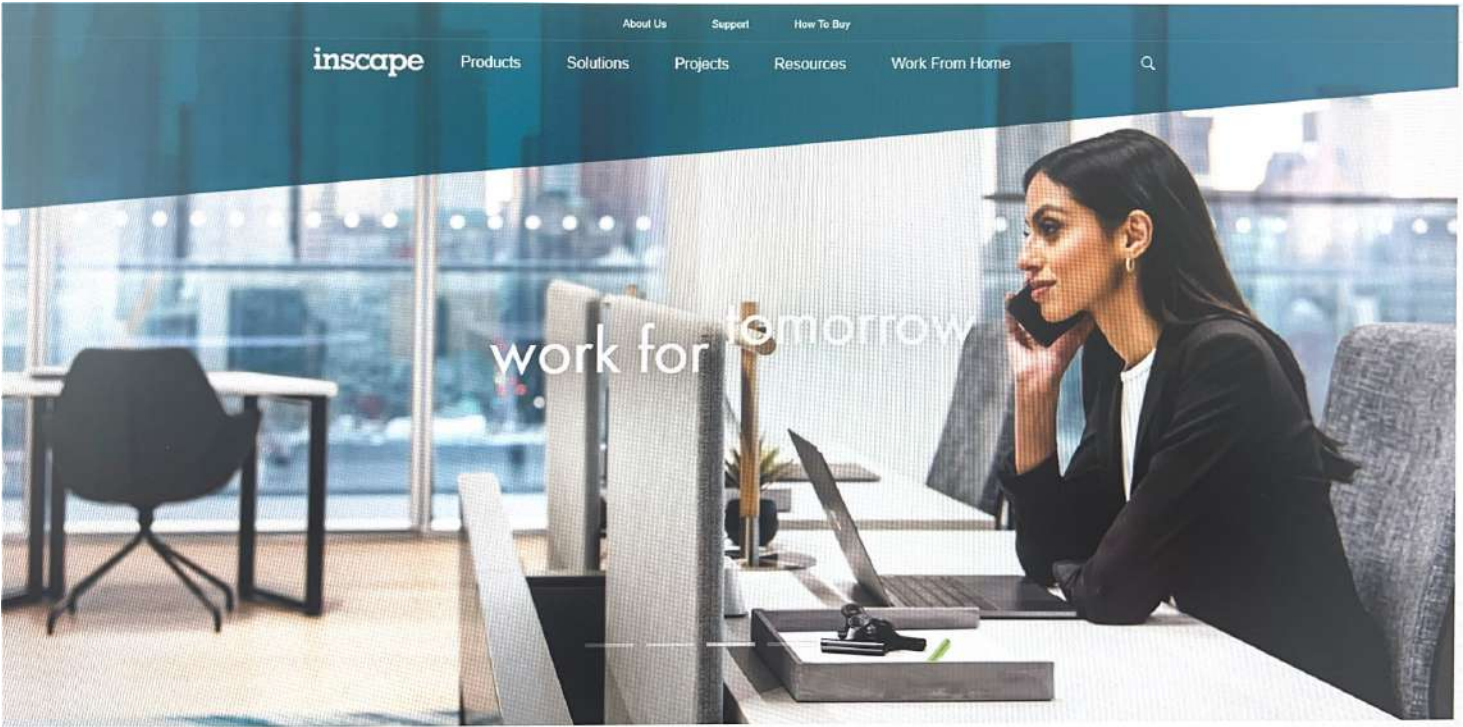 About Us Support How To Buy
inscape Products Solutions Projects Resources Work From Home
work for tomorrow